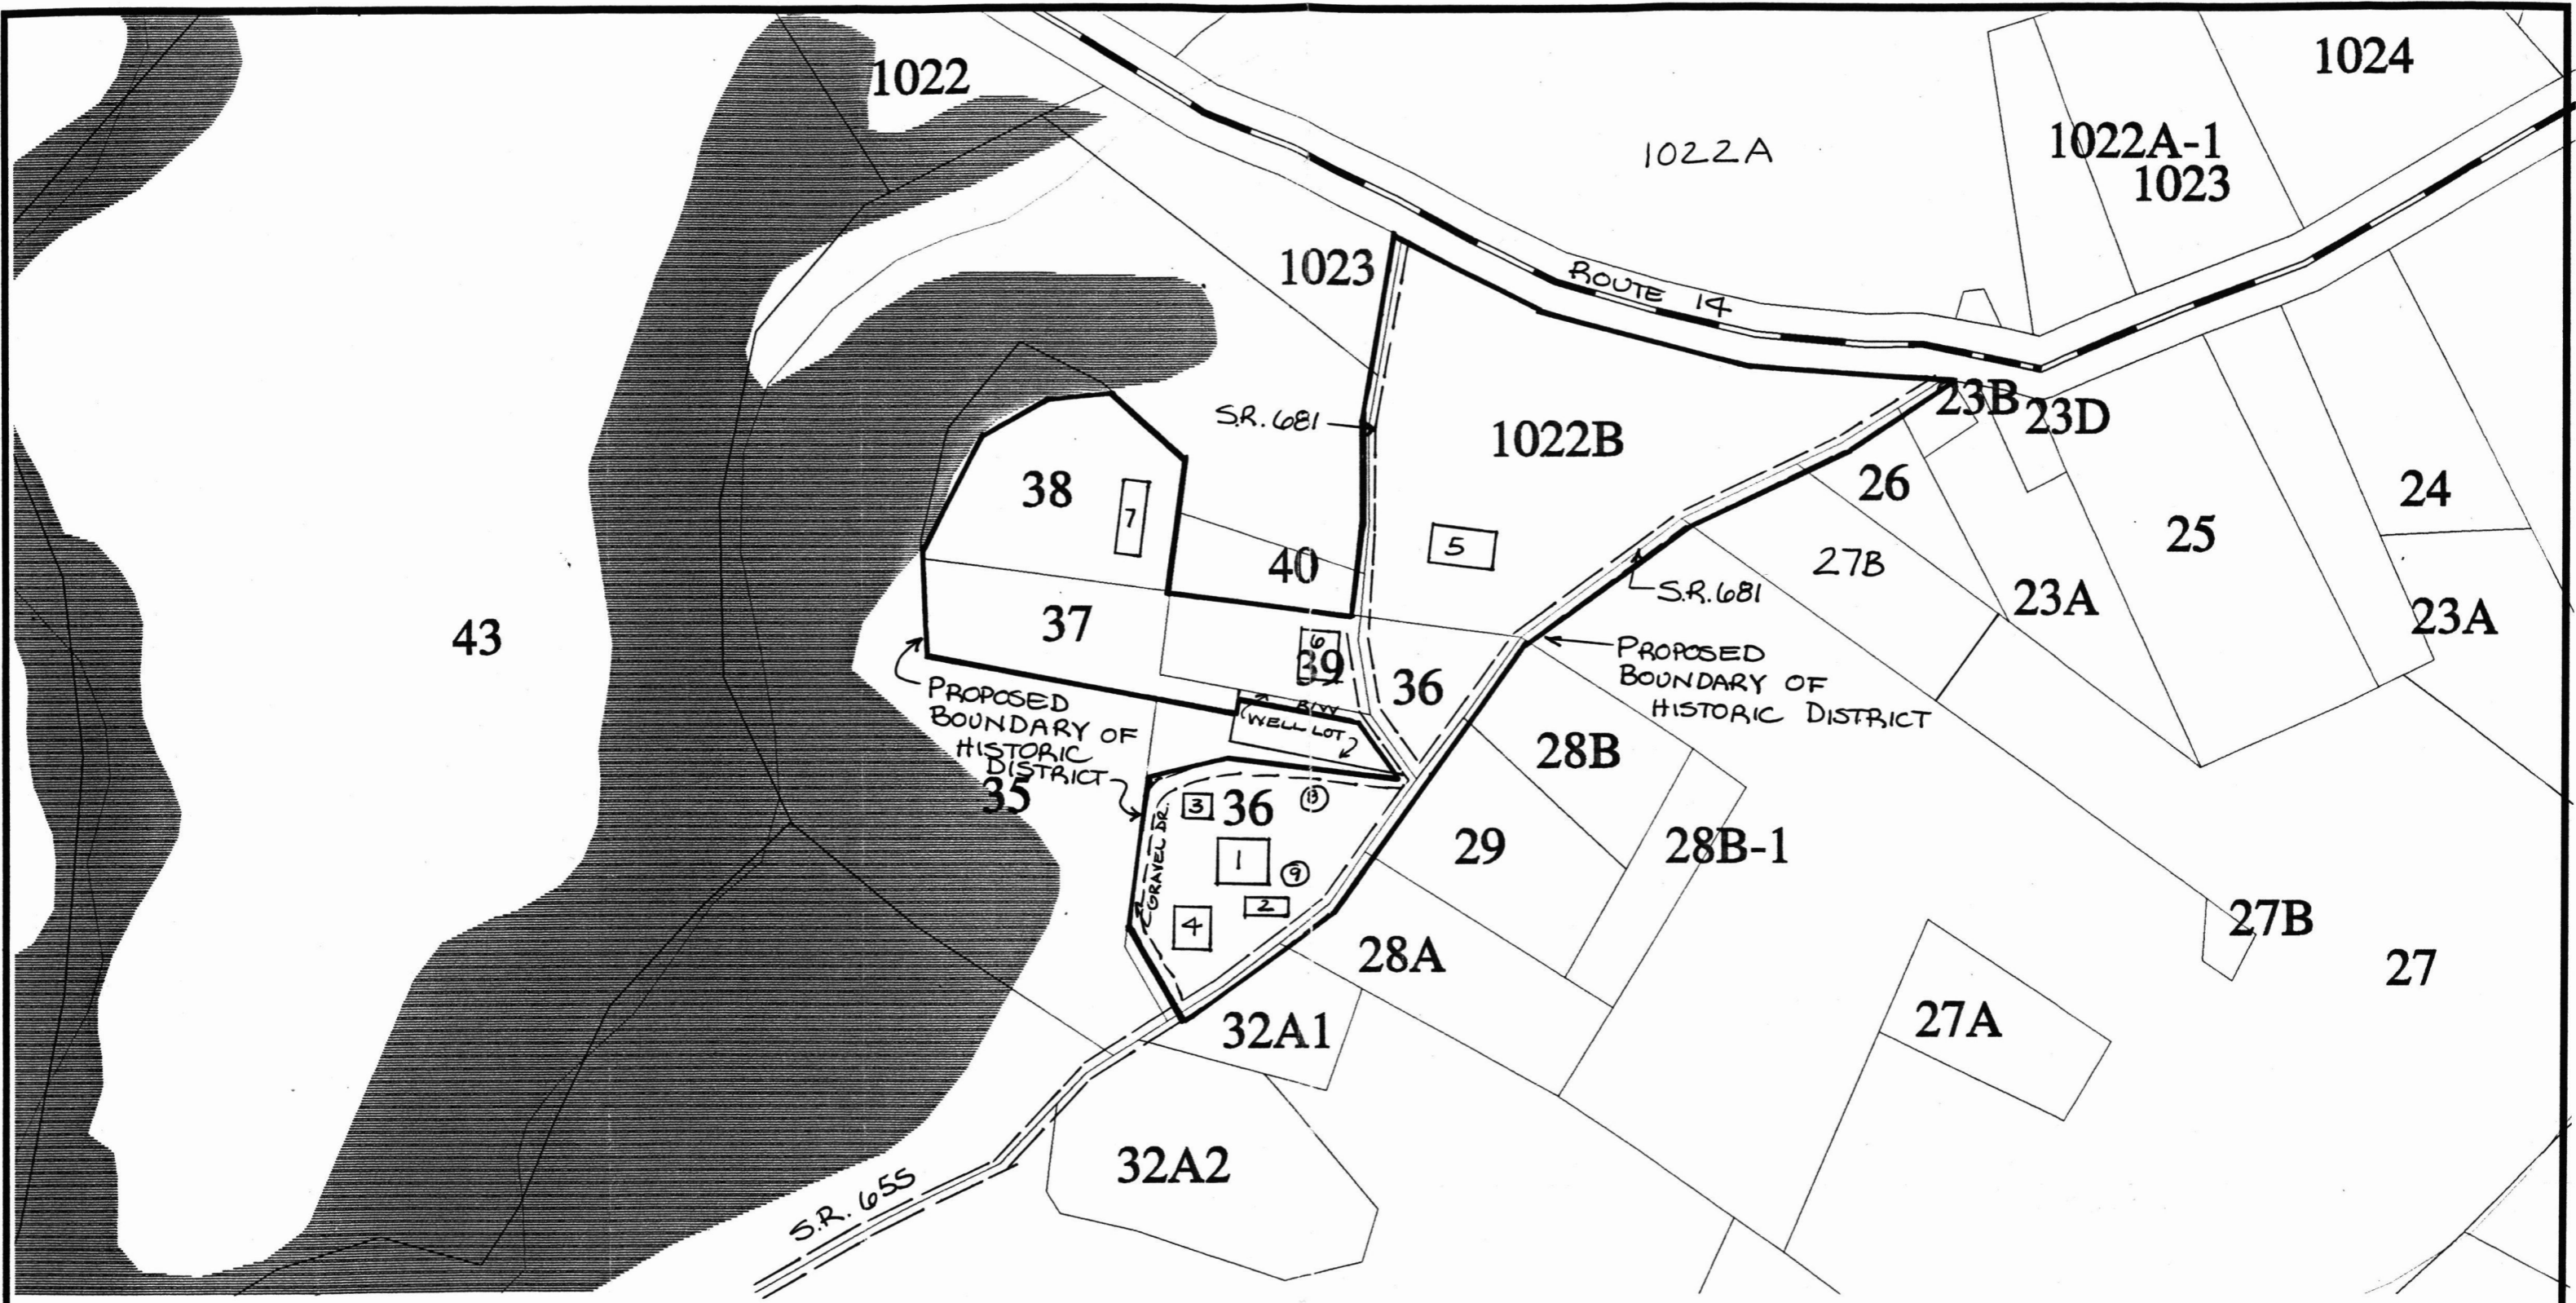 1024
1022
1022A-1
1022A
1023
1023
ROUTE 14
23B
23D
S.R. 681
1022B
38
7
26
24
5
25
40
27B
S.R. 681
23A
23A
37
43
6
39
36
PROPOSED
BOUNDARY OF
HISTORIC DISTRICT
PROPOSED
BOUNDARY OF
HISTORIC
DISTRICT
R/W
WELL LOT
28B
35
3
36
13
GRAVEL DR.
1
9
29
28B-1
2
4
27B
28A
27
27A
32A1
32A2
S.R. 655